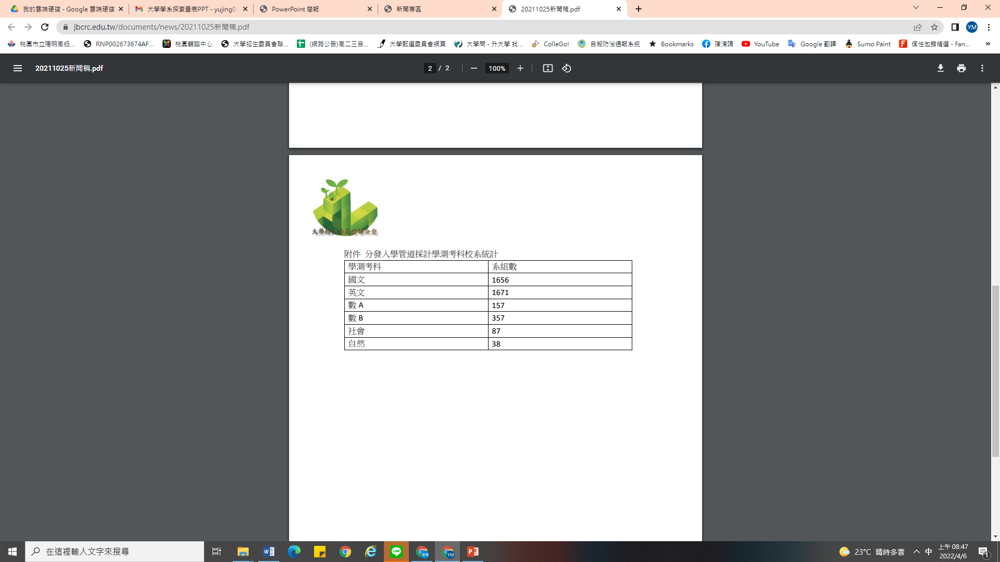 我的雲端硬碟 - Google 雲端硬碟
大學學系探索量表PPT - yujing01
PowerPoint 簡報
新聞專區
20211025新聞稿.pdf
jbcrc.edu.tw/documents/news/20211025新聞稿.pdf
YM
桃園市立陽明高級...
RNP002673674AF...
桃園輔諮中心
大學招生委員會聯...
(網路公告)高二三自...
大學甄選委員會網頁
大學問 - 升大學 找...
ColleGo!
自殺防治通報系統
Bookmarks
陳淯婧
YouTube
Google 翻譯
Sumo Paint
個性包館精選 - Fan...
»
20211025新聞稿.pdf
2 / 2
100%
大學招生委員會聯合會
附件 分發入學管道採計學測考科校系統計
學測考科 系組數
國文 1656
英文 1671
數 A 157
數 B 357
社會 87
自然 38
在這裡輸入文字來搜尋
LINE
YM
23°C 晴時多雲
中
上午 08:47
2022/4/6
1